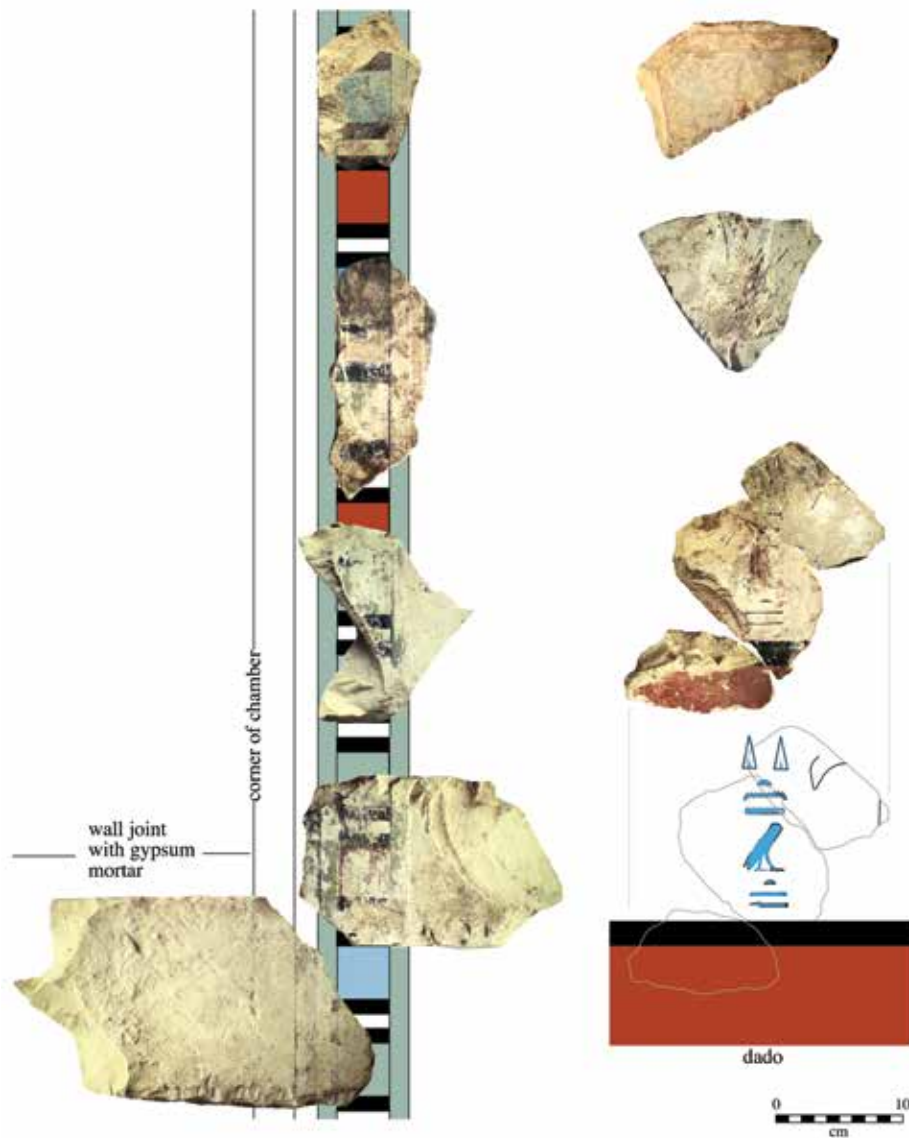 corner of chamber
wall joint
with gypsum
mortar
dado
0 10
cm